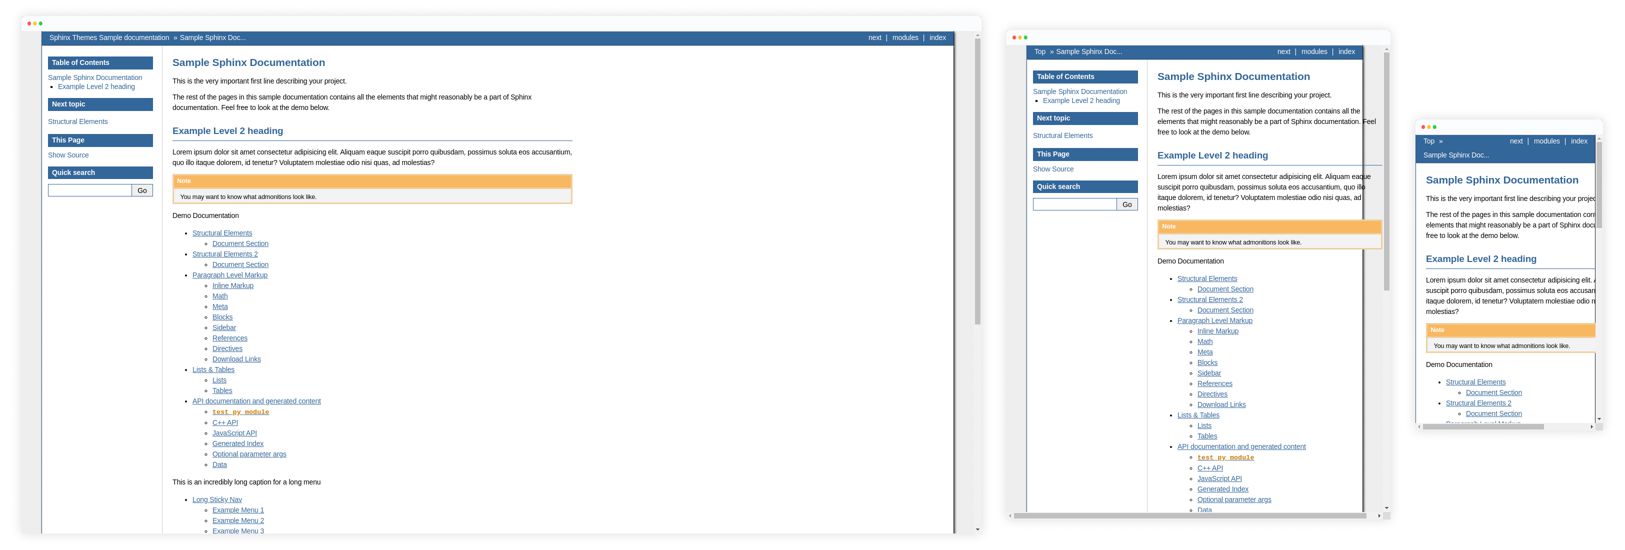 Sphinx Themes Sample documentation » Sample Sphinx Doc...
next | modules | index
Table of Contents
Sample Sphinx Documentation
Example Level 2 heading
Next topic
Structural Elements
This Page
Show Source
Quick search
Go
Sample Sphinx Documentation
This is the very important first line describing your project.
The rest of the pages in this sample documentation contains all the elements that might reasonably be a part of Sphinx
documentation. Feel free to look at the demo below.
Example Level 2 heading
Lorem ipsum dolor sit amet consectetur adipisicing elit. Aliquam eaque suscipit porro quibusdam, possimus soluta eos accusantium,
quo illo itaque dolorem, id tenetur? Voluptatem molestiae odio nisi quas, ad molestias?
Note
You may want to know what admonitions look like.
Demo Documentation
Structural Elements
Document Section
Structural Elements 2
Document Section
Paragraph Level Markup
Inline Markup
Math
Meta
Blocks
Sidebar
References
Directives
Download Links
Lists & Tables
Lists
Tables
API documentation and generated content
test_py_module
C++ API
JavaScript API
Generated Index
Optional parameter args
Data
This is an incredibly long caption for a long menu
Long Sticky Nav
Example Menu 1
Example Menu 2
Example Menu 3
Top » Sample Sphinx Doc...
next | modules | index
Table of Contents
Sample Sphinx Documentation
Example Level 2 heading
Next topic
Structural Elements
This Page
Show Source
Quick search
Go
Sample Sphinx Documentation
This is the very important first line describing your project.
The rest of the pages in this sample documentation contains all the
elements that might reasonably be a part of Sphinx documentation. Feel
free to look at the demo below.
Example Level 2 heading
Lorem ipsum dolor sit amet consectetur adipisicing elit. Aliquam eaque
suscipit porro quibusdam, possimus soluta eos accusantium, quo illo
itaque dolorem, id tenetur? Voluptatem molestiae odio nisi quas, ad
molestias?
Note
You may want to know what admonitions look like.
Demo Documentation
Structural Elements
Document Section
Structural Elements 2
Document Section
Paragraph Level Markup
Inline Markup
Math
Meta
Blocks
Sidebar
References
Directives
Download Links
Lists & Tables
Lists
Tables
API documentation and generated content
test_py_module
C++ API
JavaScript API
Generated Index
Optional parameter args
Data
Top »
next | modules | index
Sample Sphinx Doc...
Sample Sphinx Documentation
This is the very important first line describing your projec
The rest of the pages in this sample documentation con
elements that might reasonably be a part of Sphinx doc
free to look at the demo below.
Example Level 2 heading
Lorem ipsum dolor sit amet consectetur adipisicing elit.
suscipit porro quibusdam, possimus soluta eos accusan
itaque dolorem, id tenetur? Voluptatem molestiae odio n
molestias?
Note
You may want to know what admonitions look like.
Demo Documentation
Structural Elements
Document Section
Structural Elements 2
Document Section